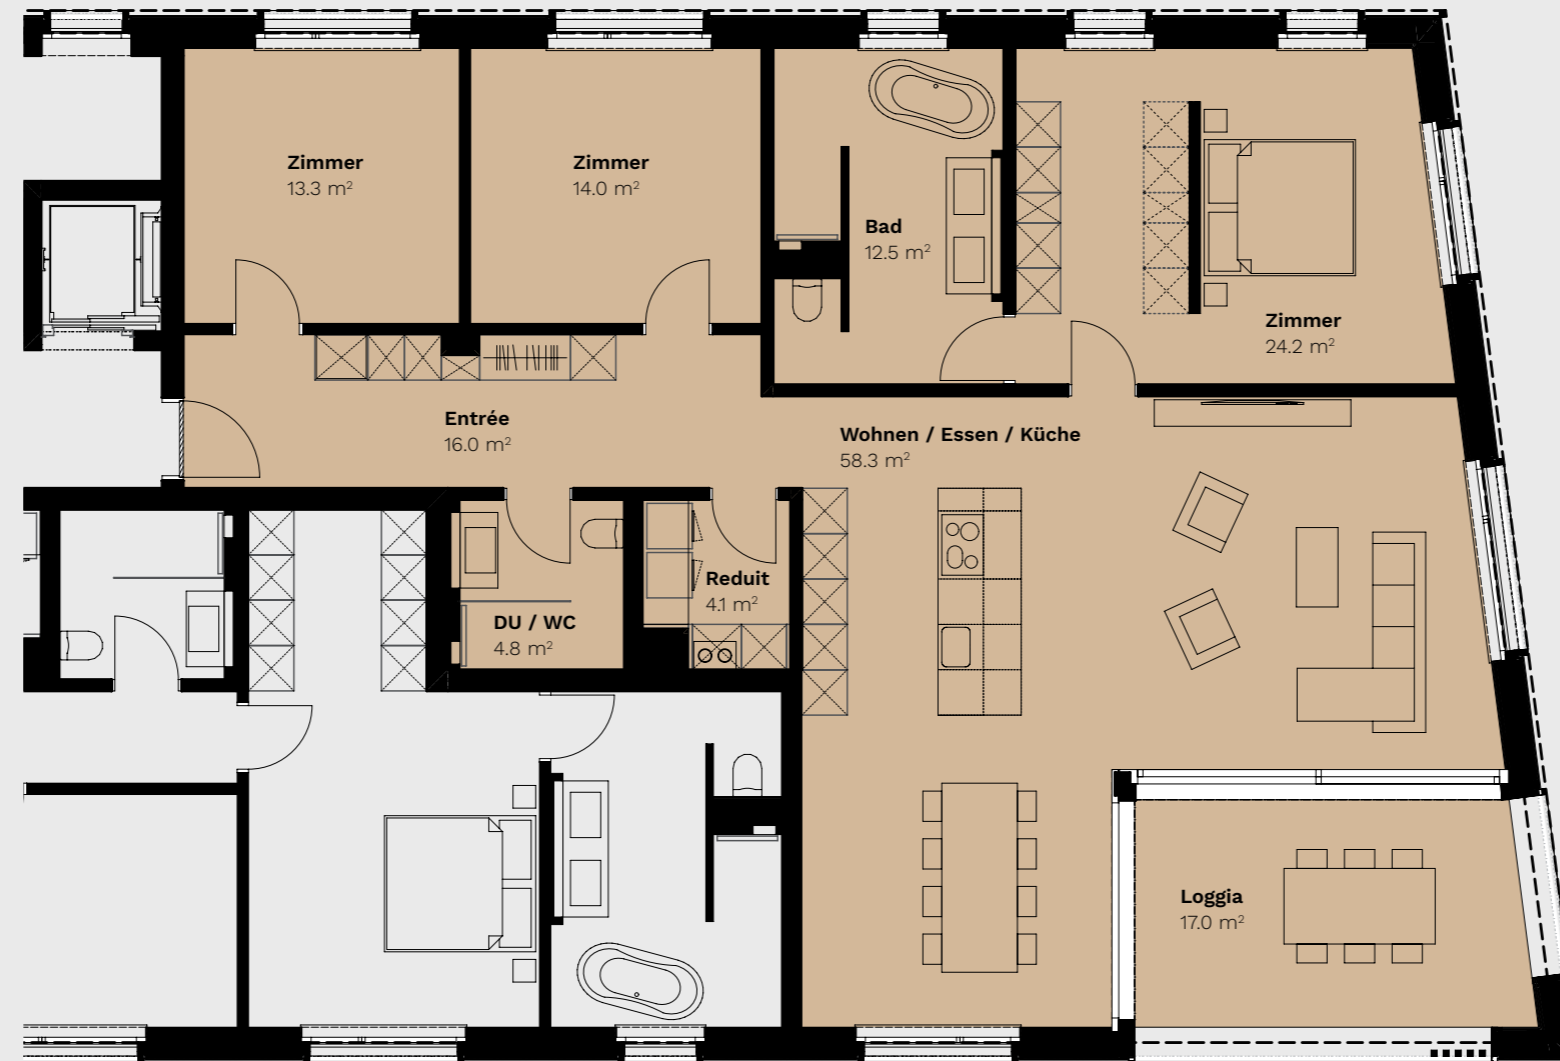 Zimmer
13.3 m²
Zimmer
14.0 m²
Bad
12.5 m²
Zimmer
24.2 m²
Entrée
16.0 m²
Wohnen / Essen / Küche
58.3 m²
Reduit
4.1 m²
DU / WC
4.8 m²
Loggia
17.0 m²